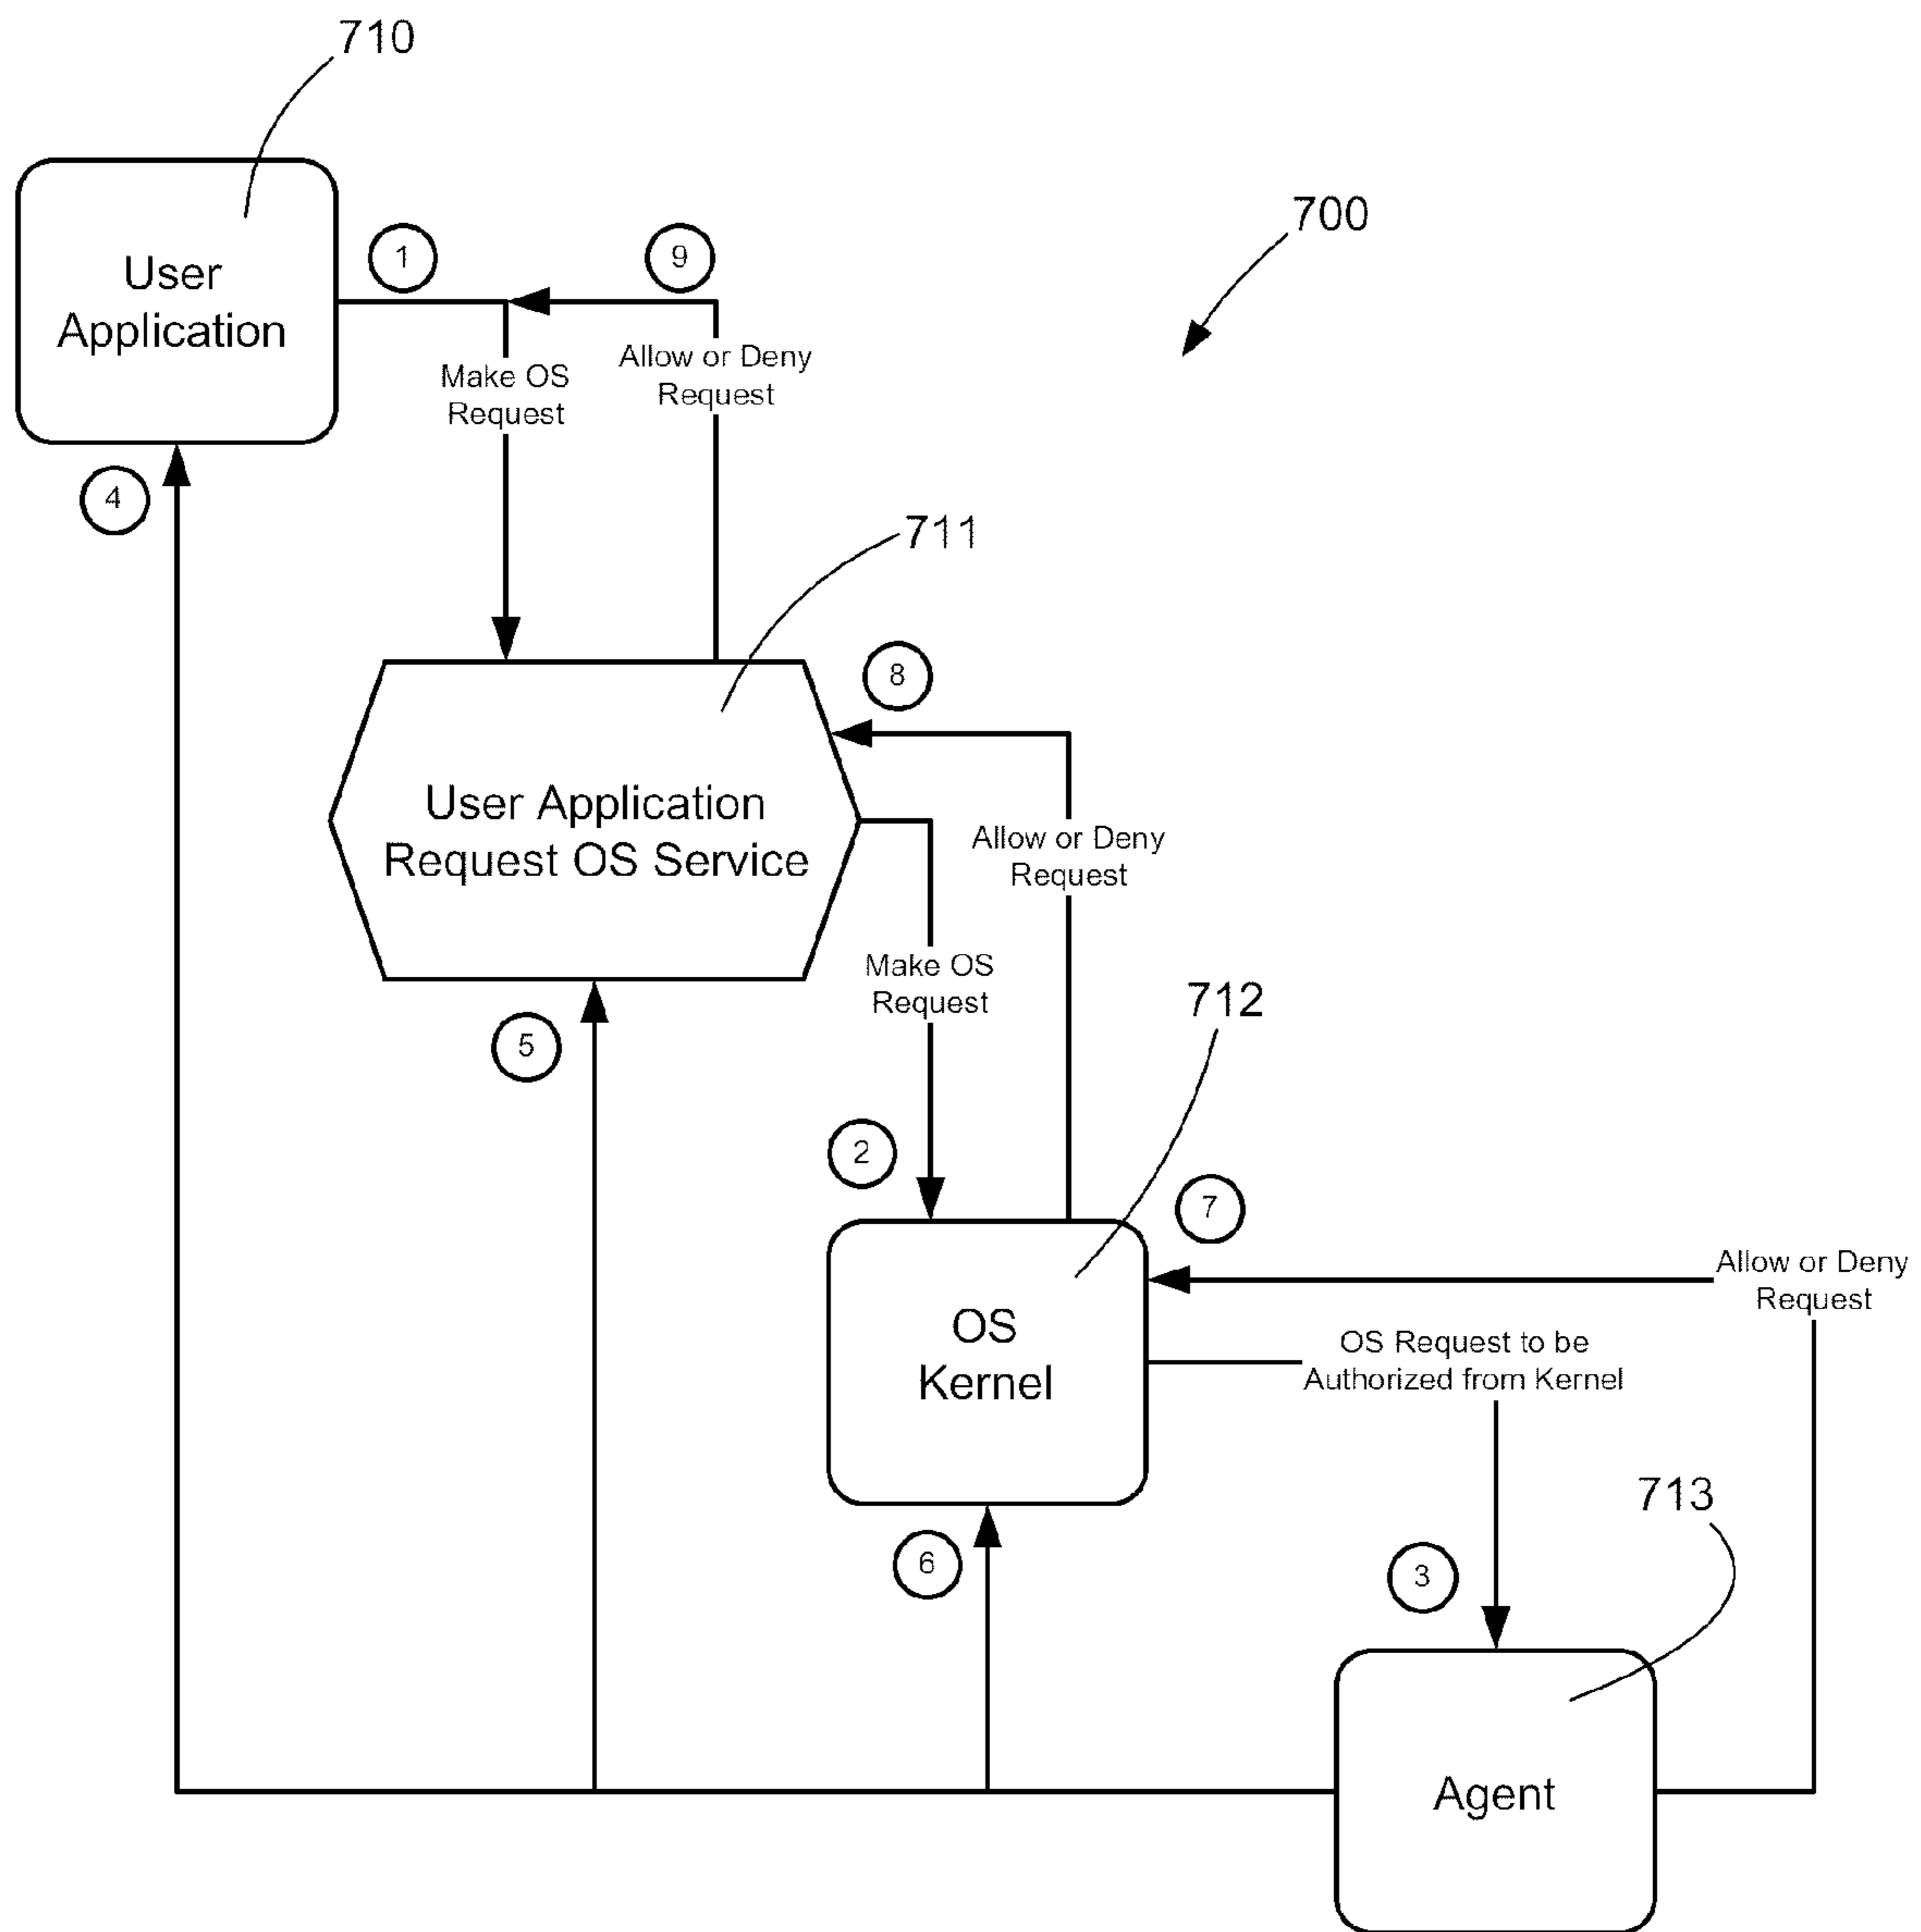 710
700
1
9
User
Application
Allow or Deny
Request
Make OS
Request
4
711
8
User Application
Request OS Service
Allow or Deny
Request
Make OS
Request
712
5
2
7
Allow or Deny
Request
OS
Kernel
OS Request to be
Authorized from Kernel
713
6
3
Agent